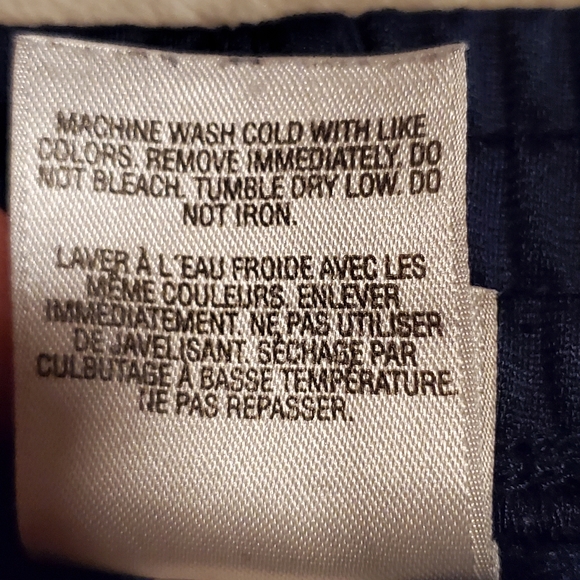 MACHINE WASH COLD WITH LIKE
COLORS. REMOVE IMMEDIATELY. DO
NOT BLEACH. TUMBLE DRY LOW. DO
NOT IRON.
LAVER À L'EAU FROIDE AVEC LES
MÊME COULEURS. ENLEVER
IMMÉDIATEMENT. NE PAS UTILISER
DE JAVELISANT. SÉCHAGE PAR
CULBUTAGE À BASSE TEMPÉRATURE.
NE PAS REPASSER.